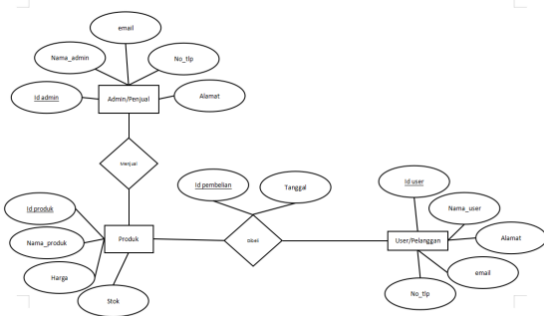 email
Nama_admin
No_tlp
Id admin
Admin/Penjual
Alamat
Menjual
Id pembelian
Tanggal
Id user
Id produk
Nama_user
Nama_produk
Produk
Dibeli
User/Pelanggan
Alamat
Harga
email
Stok
No_tlp